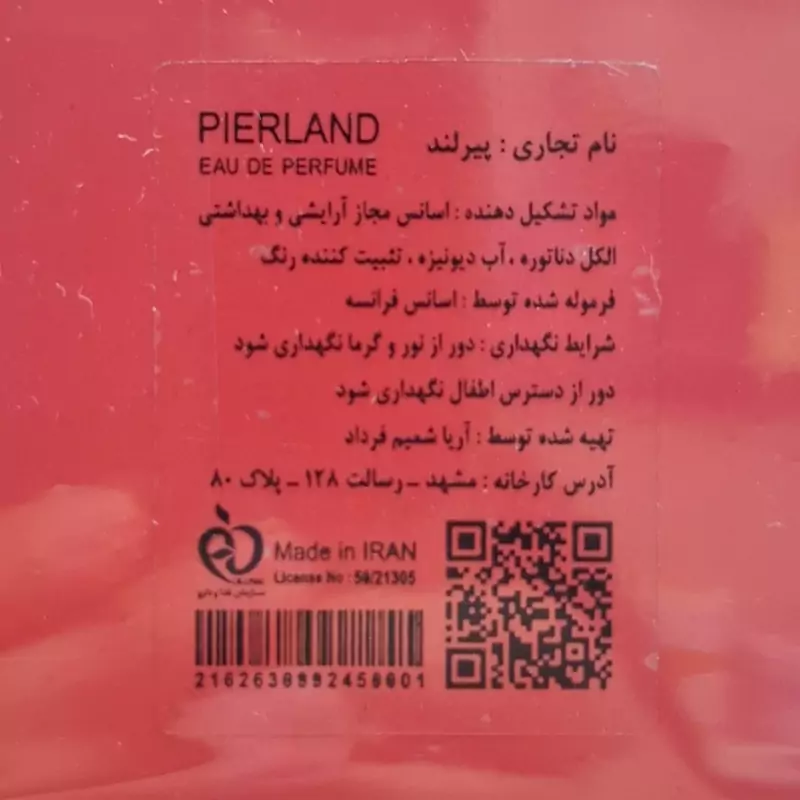 PIERLAND
EAU DE PERFUME
نام تجاری : پیرلند
مواد تشکیل دهنده : اسانس مجاز آرایشی و بهداشتی
الکل دناتوره ، آب دیونیزه ، تثبیت کننده رنگ
فرموله شده توسط : اسانس فرانسه
شرایط نگهداری : دور از نور و گرما نگهداری شود
دور از دسترس اطفال نگهداری شود
تهیه شده توسط : آریا شمیم فرداد
آدرس کارخانه : مشهد - رسالت ۱۲۸ - پلاک ۸۰
Made in IRAN
License No : 56/21305
سازمان غذا و دارو